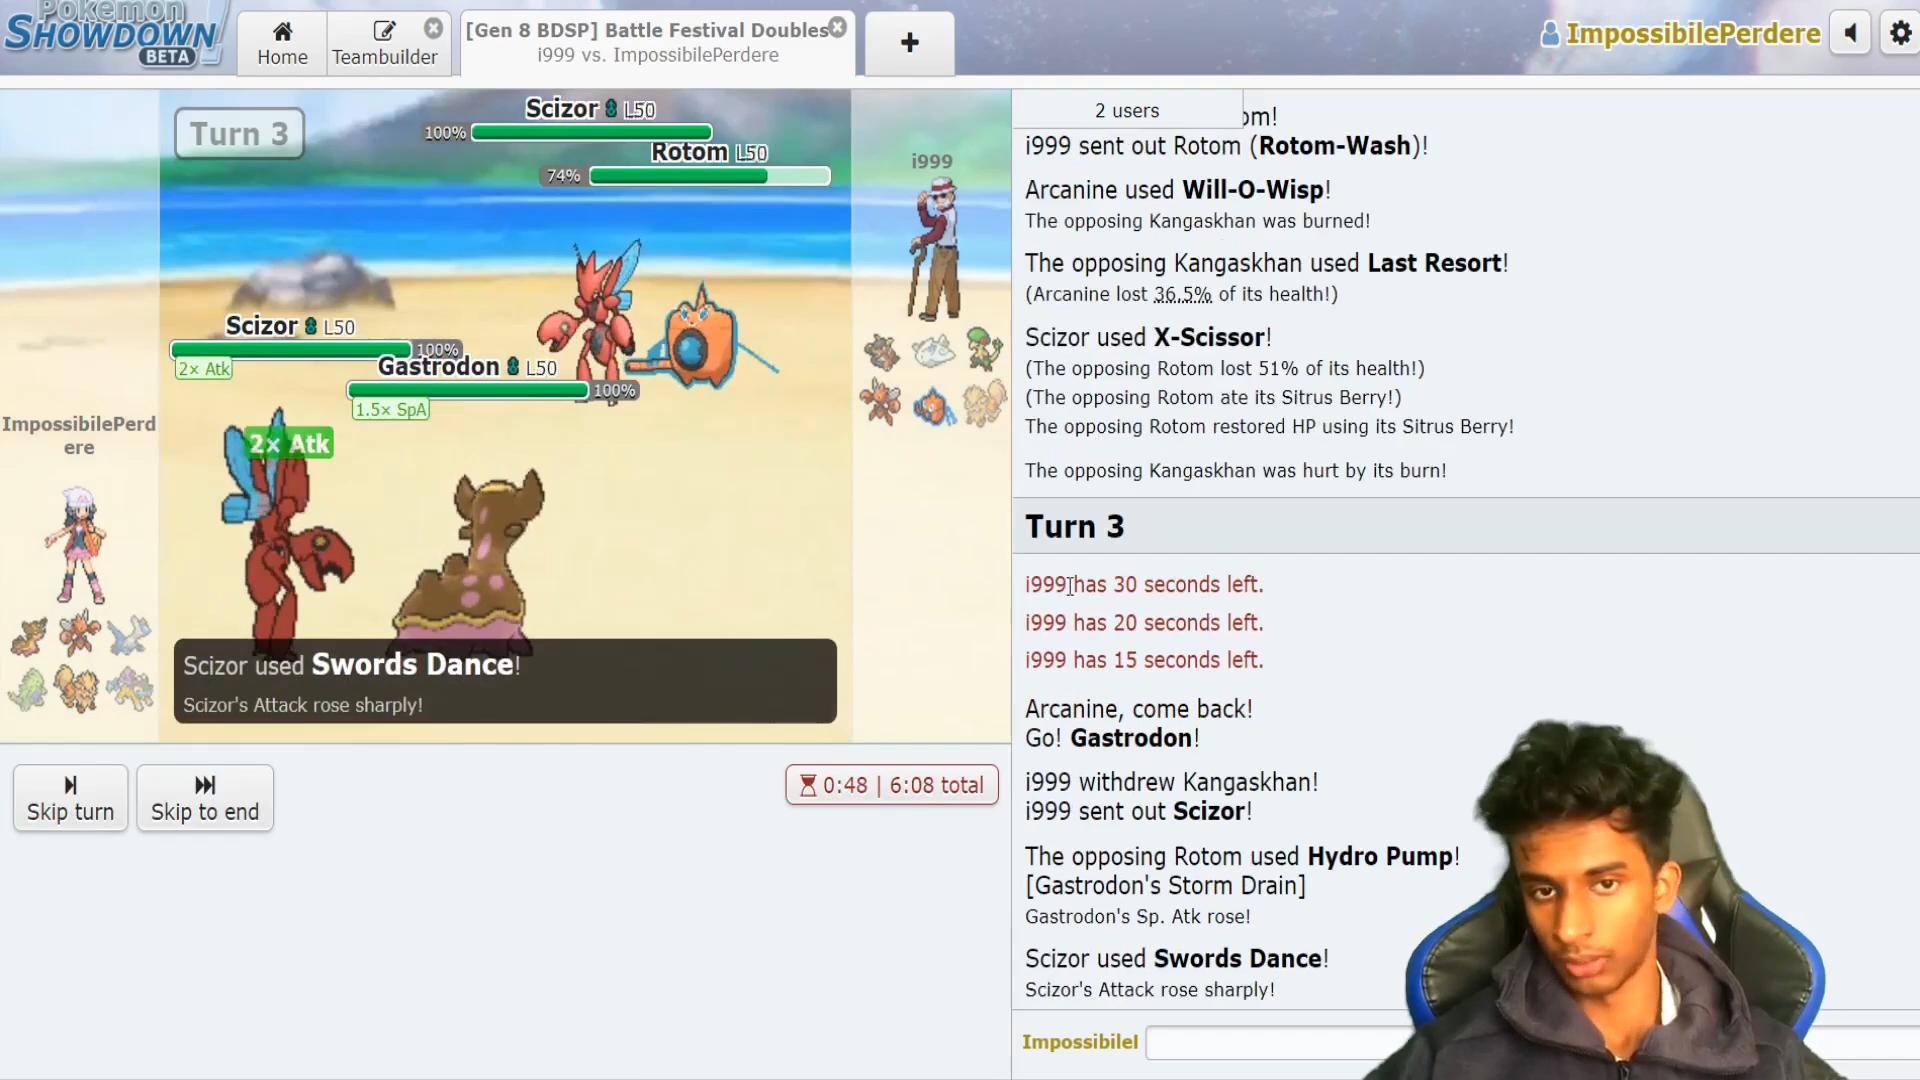 Pokémon
SHOWDOWN
BETA
Home
Teambuilder
[Gen 8 BDSP] Battle Festival Doubles
i999 vs. ImpossibilePerdere
+
ImpossibilePerdere
Turn 3
Scizor L50
100%
Rotom L50
74%
i999
Scizor L50
100%
2× Atk
Gastrodon L50
100%
1.5× SpA
2× Atk
ImpossibilePerd
ere
Scizor used Swords Dance!
Scizor's Attack rose sharply!
Skip turn
Skip to end
0:48 | 6:08 total
2 users
om!
i999 sent out Rotom (Rotom-Wash)!
Arcanine used Will-O-Wisp!
The opposing Kangaskhan was burned!
The opposing Kangaskhan used Last Resort!
(Arcanine lost 36.5% of its health!)
Scizor used X-Scissor!
(The opposing Rotom lost 51% of its health!)
(The opposing Rotom ate its Sitrus Berry!)
The opposing Rotom restored HP using its Sitrus Berry!
The opposing Kangaskhan was hurt by its burn!
Turn 3
i999 has 30 seconds left.
i999 has 20 seconds left.
i999 has 15 seconds left.
Arcanine, come back!
Go! Gastrodon!
i999 withdrew Kangaskhan!
i999 sent out Scizor!
The opposing Rotom used Hydro Pump!
[Gastrodon's Storm Drain]
Gastrodon's Sp. Atk rose!
Scizor used Swords Dance!
Scizor's Attack rose sharply!
Impossibilel